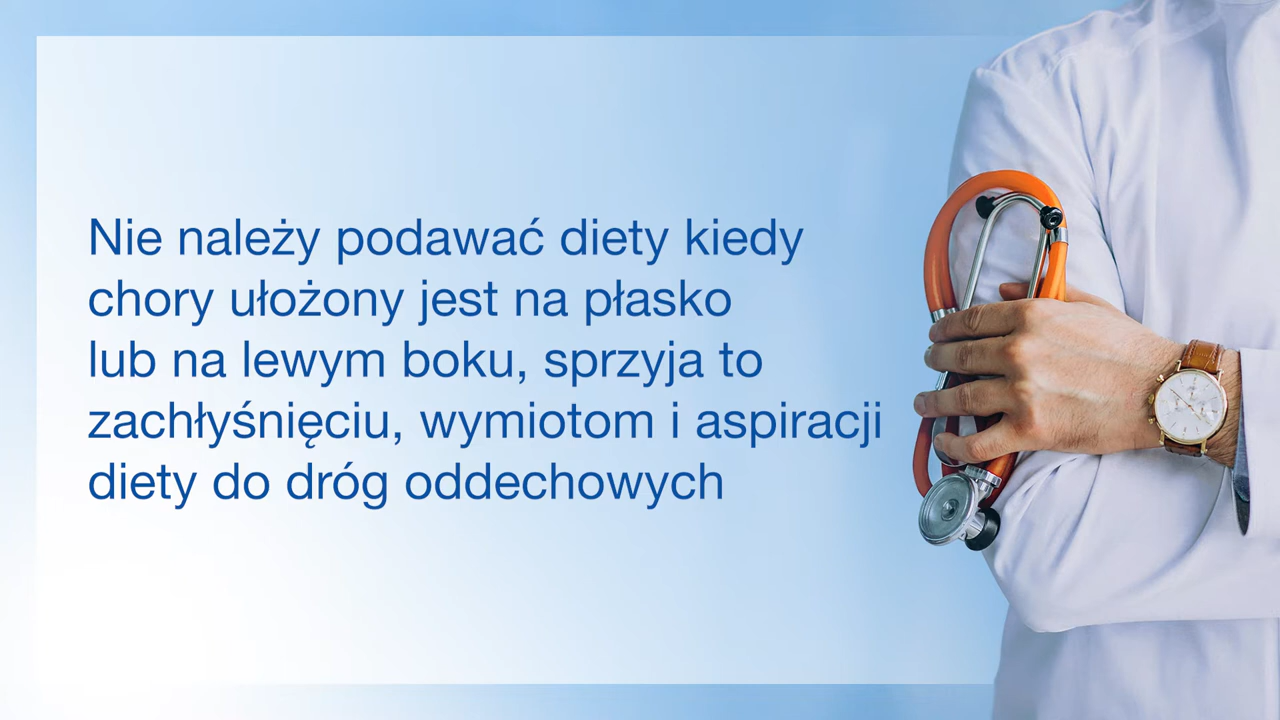 Nie należy podawać diety kiedy
chory ułożony jest na płasko
lub na lewym boku, sprzyja to
zachłyśnięciu, wymiotom i aspiracji
diety do dróg oddechowych